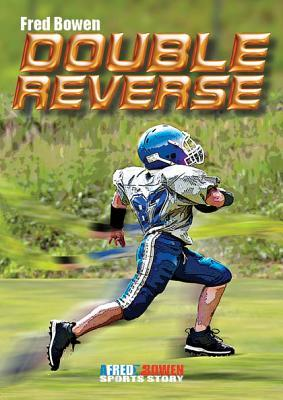 Fred Bowen
DOUBLE
REVERSE
A FRED BOWEN
SPORTS STORY